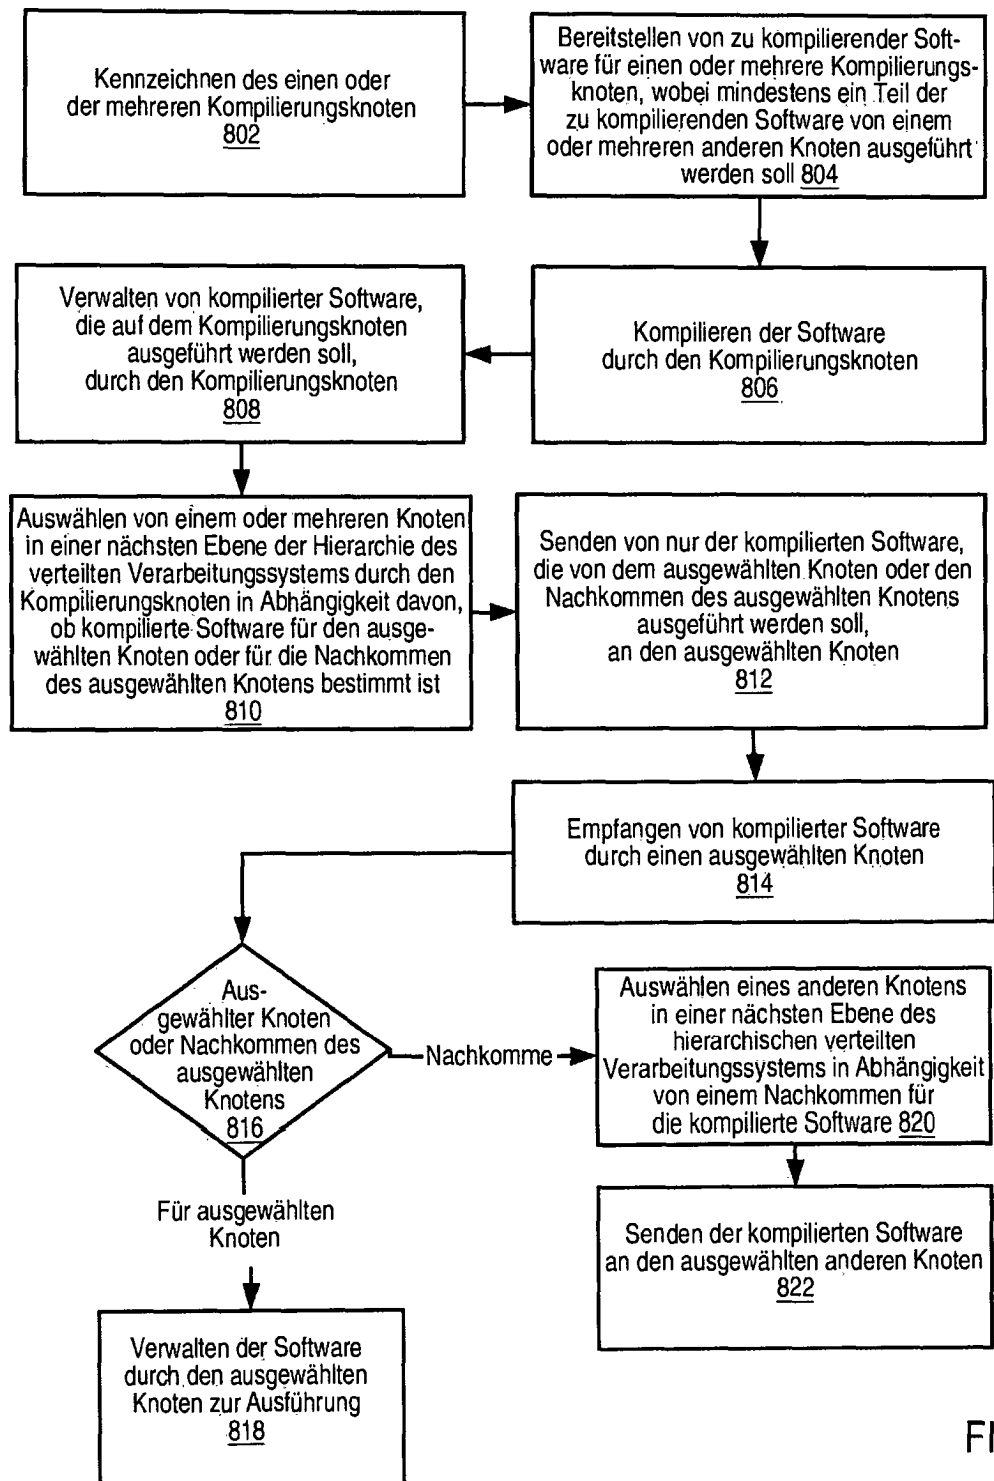 Kennzeichnen des einen oder
der mehreren Kompilierungsknoten
802
Bereitstellen von zu kompilierender Soft-
ware für einen oder mehrere Kompilierungs-
knoten, wobei mindestens ein Teil der
zu kompilierenden Software von einem
oder mehreren anderen Knoten ausgeführt
werden soll 804
Kompilieren der Software
durch den Kompilierungsknoten
806
Verwalten von kompilierter Software,
die auf dem Kompilierungsknoten
ausgeführt werden soll,
durch den Kompilierungsknoten
808
Auswählen von einem oder mehreren Knoten
in einer nächsten Ebene der Hierarchie des
verteilten Verarbeitungssystems durch den
Kompilierungsknoten in Abhängigkeit davon,
ob kompilierte Software für den ausge-
wählten Knoten oder für die Nachkommen
des ausgewählten Knotens bestimmt ist
810
Senden von nur der kompilierten Software,
die von dem ausgewählten Knoten oder den
Nachkommen des ausgewählten Knotens
ausgeführt werden soll,
an den ausgewählten Knoten
812
Empfangen von kompilierter Software
durch einen ausgewählten Knoten
814
Aus-
gewählter Knoten
oder Nachkommen des
ausgewählten
Knotens
816
Nachkomme
Auswählen eines anderen Knotens
in einer nächsten Ebene des
hierarchischen verteilten
Verarbeitungssystems in Abhängigkeit
von einem Nachkommen für
die kompilierte Software 820
Senden der kompilierten Software
an den ausgewählten anderen Knoten
822
Für ausgewählten
Knoten
Verwalten der Software
durch den ausgewählten
Knoten zur Ausführung
818